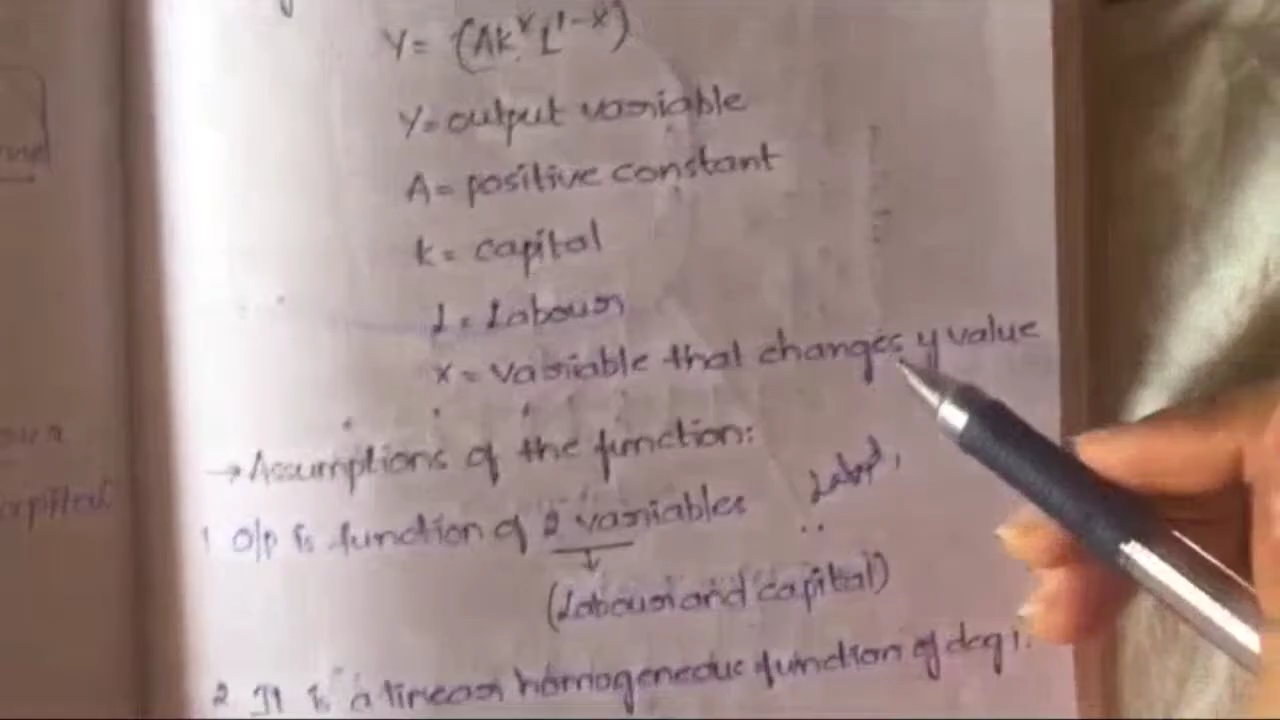 Y = (AK^x L^1-x)
Y = output variable
A = positive constant
k = capital
L = Labour
x = variable that changes y value
→ Assumptions of the function:
1 O/p is function of 2 variables
(Labour and capital)
2 It is a linear homogeneous function of deg 1.